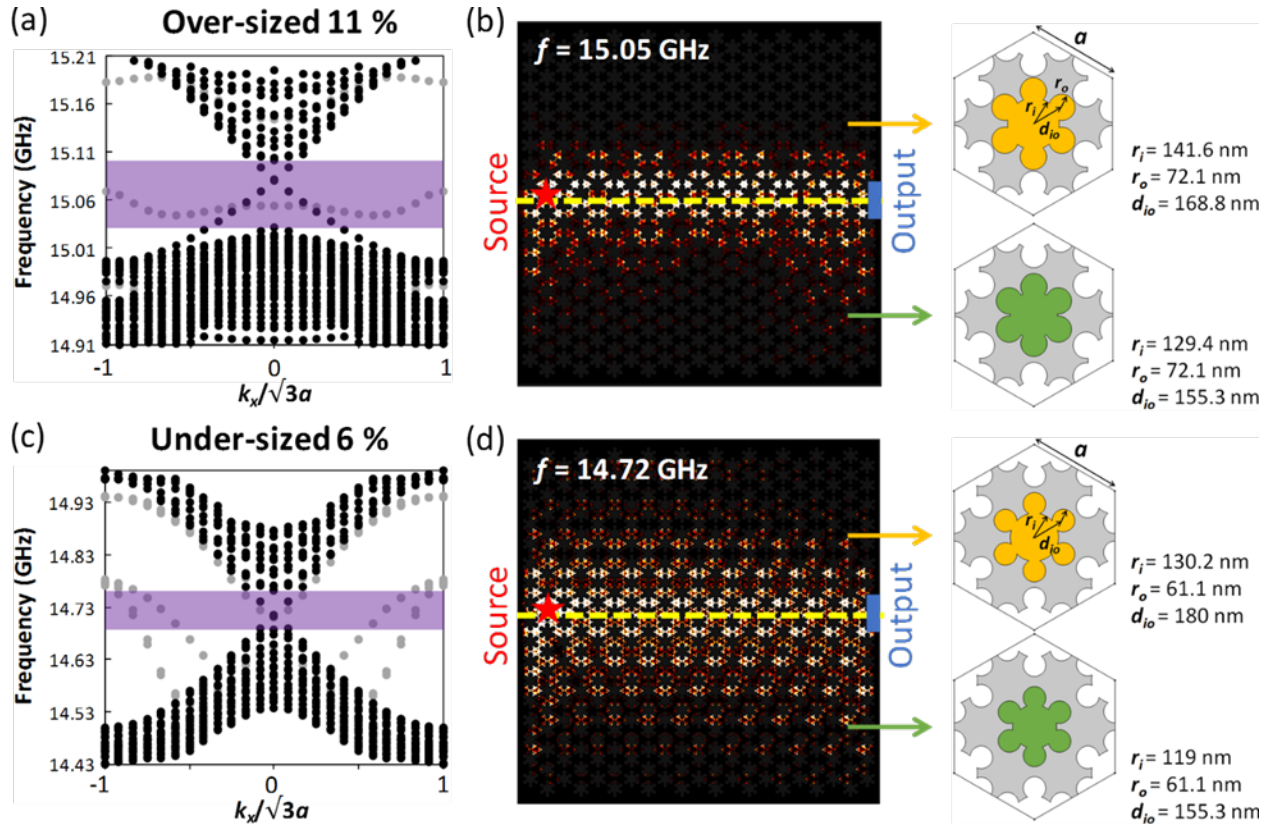 (a) Over-sized 11 %
15.21
15.16
15.11
15.06
15.01
14.96
14.91
Frequency (GHz)
-1 0 1
kx/√3a
(b)
f = 15.05 GHz
Source
Output
a
ri
ro
dio
ri = 141.6 nm
ro = 72.1 nm
dio = 168.8 nm
ri = 129.4 nm
ro = 72.1 nm
dio = 155.3 nm
(c) Under-sized 6 %
14.93
14.83
14.73
14.63
14.53
14.43
Frequency (GHz)
-1 0 1
kx/√3a
(d)
f = 14.72 GHz
Source
Output
a
ri
dio
ri = 130.2 nm
ro = 61.1 nm
dio = 180 nm
ri = 119 nm
ro = 61.1 nm
dio = 155.3 nm